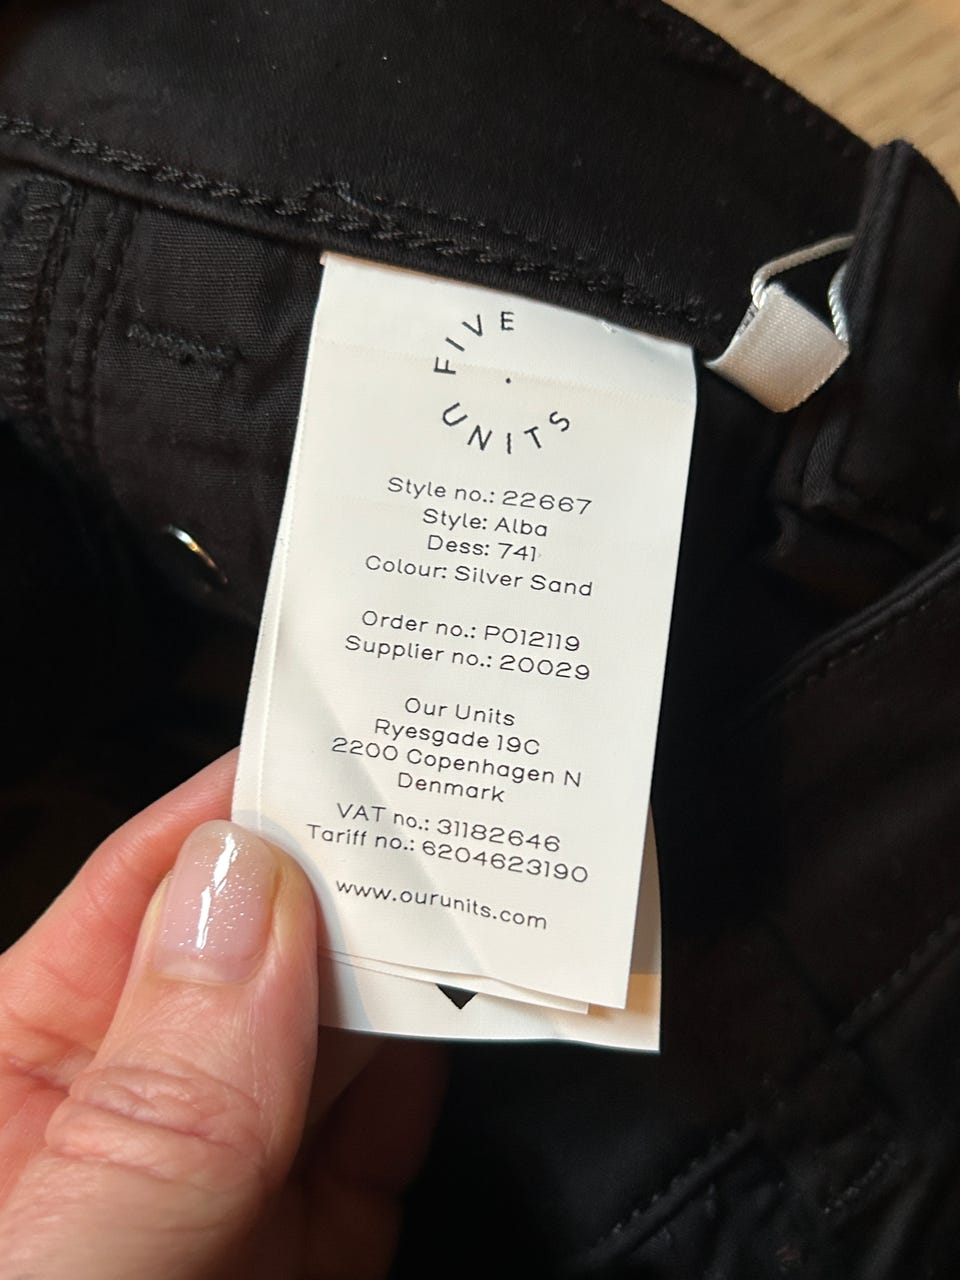 FIVE
UNITS
Style no.: 22667
Style: Alba
Dess: 741
Colour: Silver Sand
Order no.: PO12119
Supplier no.: 20029
Our Units
Ryesgade 19C
2200 Copenhagen N
Denmark
VAT no.: 31182646
Tariff no.: 6204623190
www.ourunits.com